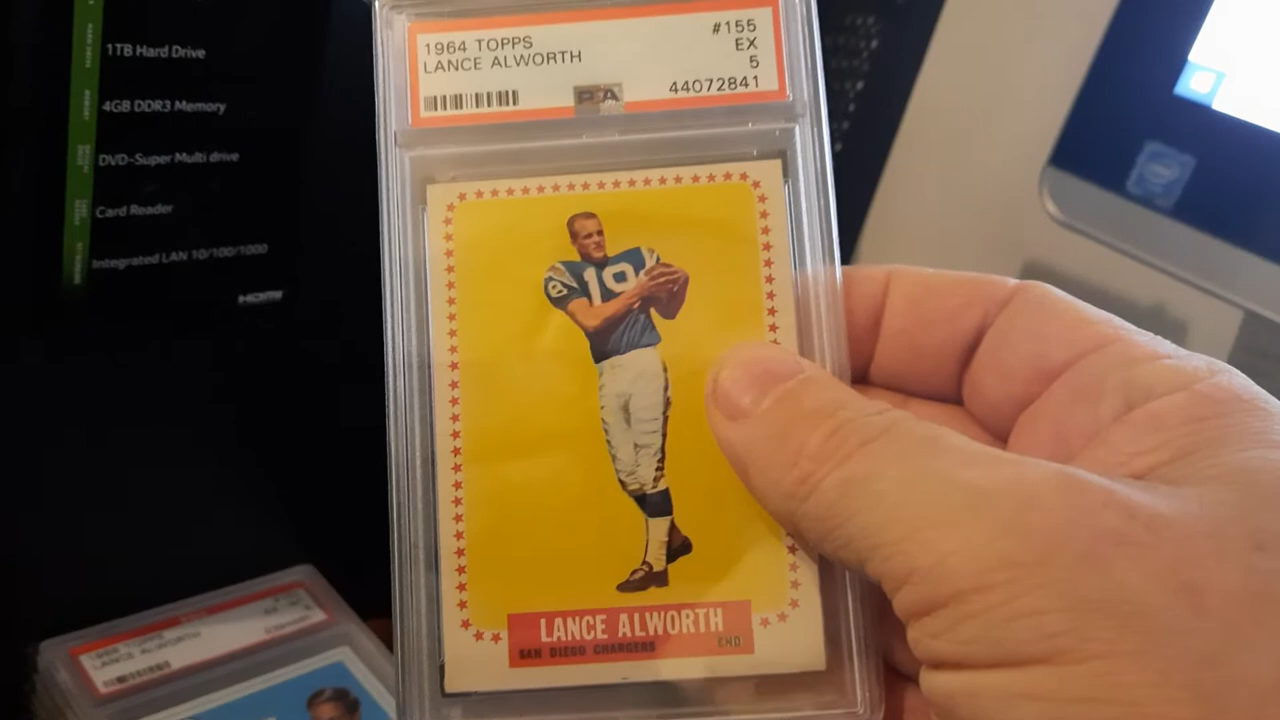 1TB Hard Drive
4GB DDR3 Memory
DVD-Super Multi drive
Card Reader
Integrated LAN 10/100/1000
HDMI
1964 TOPPS
LANCE ALWORTH
#155
EX
5
44072841
PSA
19
LANCE ALWORTH
SAN DIEGO CHARGERS
END
TOPPS
LANCE ALWORTH